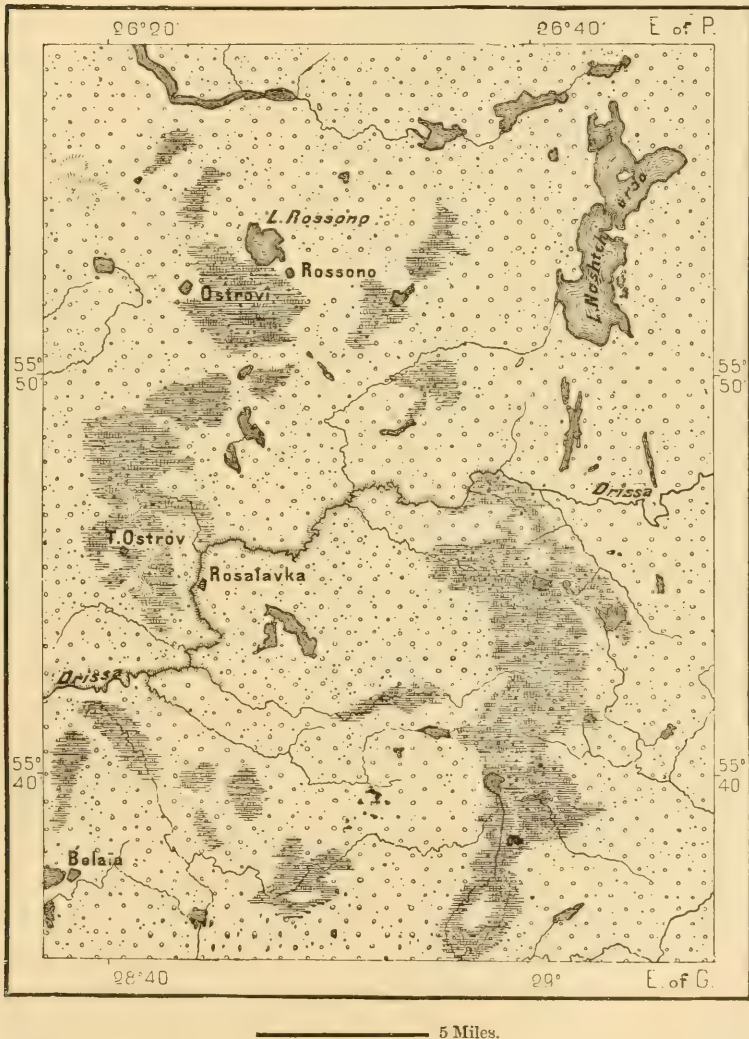 26°20 26°40 E. of P.
L. Rossono
Rossono
Ostrovi
L. Neshtcherdo
55°
50
55°
50
Drissa
T. Ostrov
Rosalavka
Drissa
55°
40
55°
40
Belaia
28°40 29° E. of G.
5 Miles.